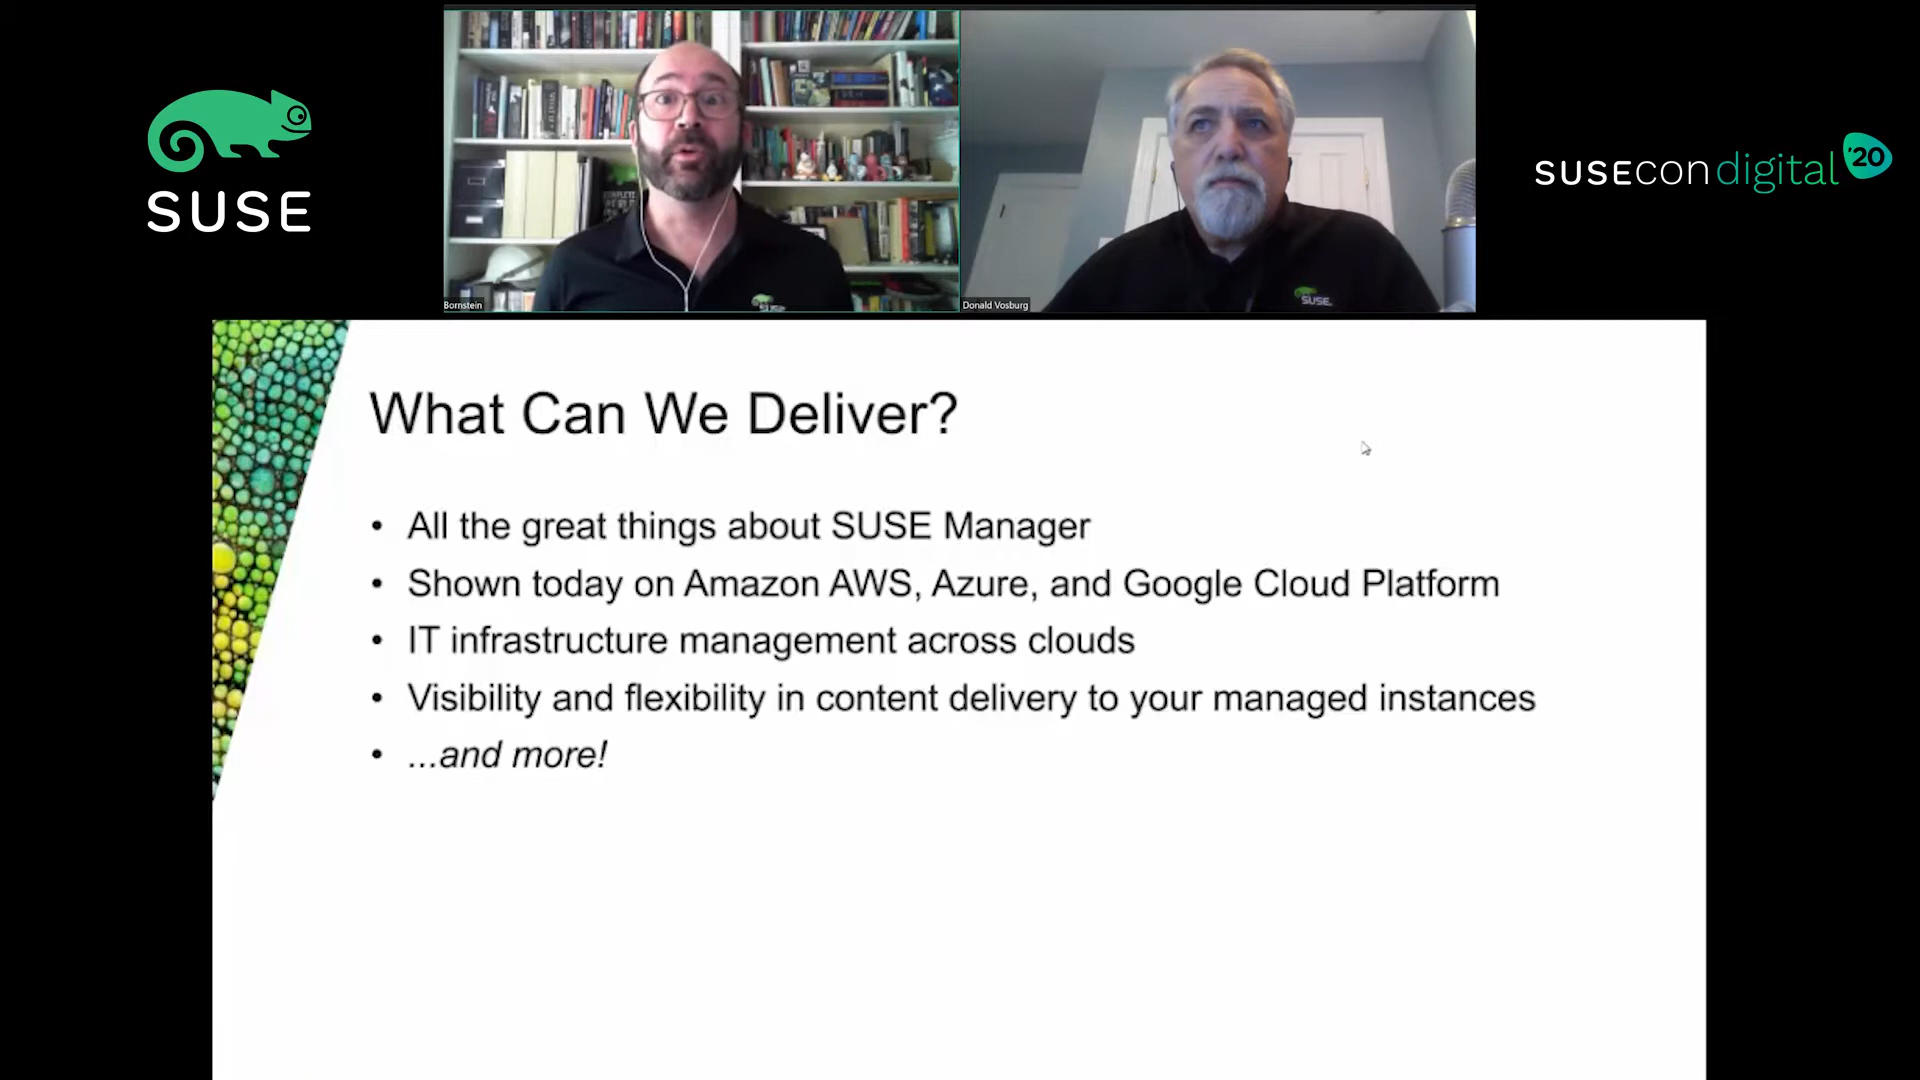 SUSE
SUSECON digital '20
Bornstein
Donald Vosburg
SUSE
What Can We Deliver?
• All the great things about SUSE Manager
• Shown today on Amazon AWS, Azure, and Google Cloud Platform
• IT infrastructure management across clouds
• Visibility and flexibility in content delivery to your managed instances
• ...and more!